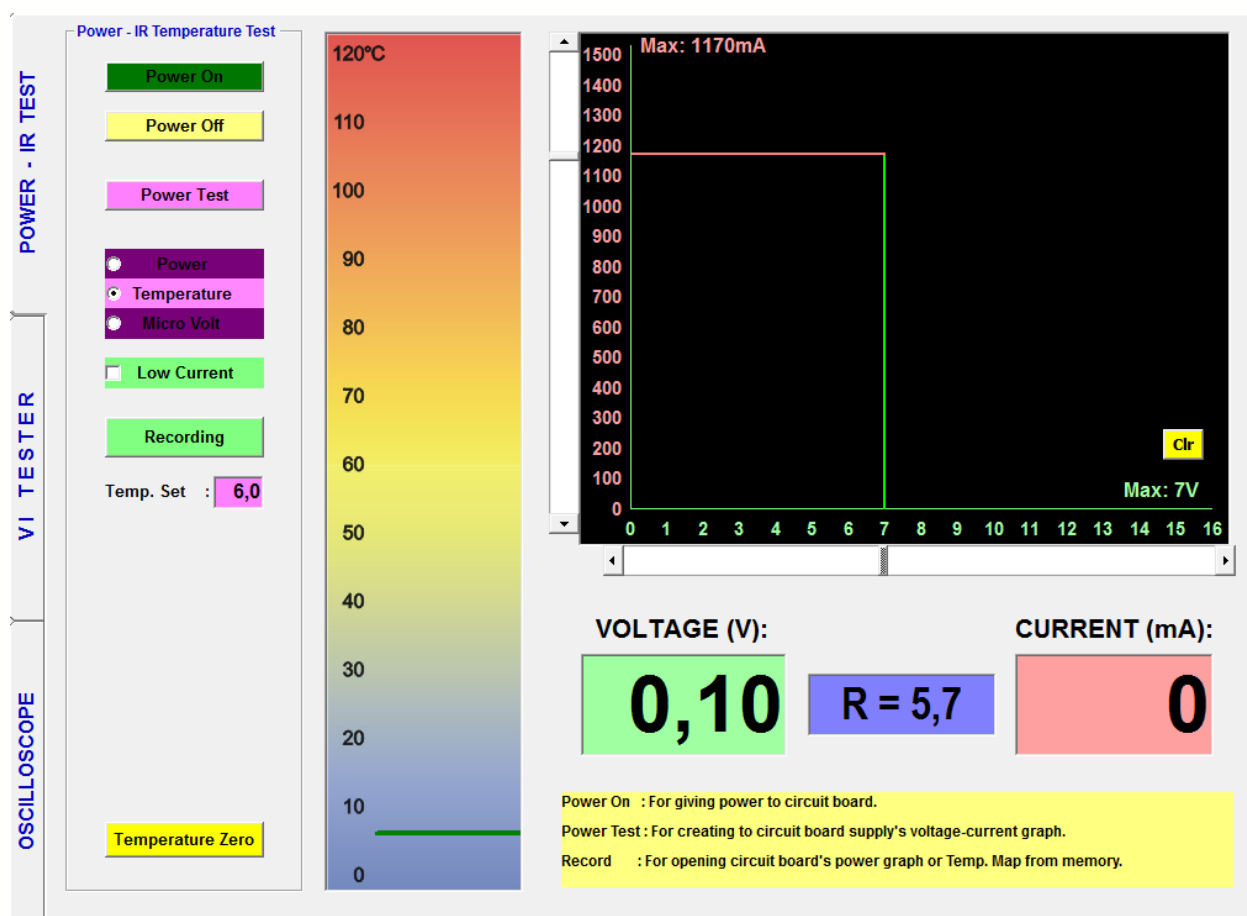 POWER - IR TEST
VI TESTER
OSCILLOSCOPE
Power - IR Temperature Test
Power On
Power Off
Power Test
Power
Temperature
Micro Volt
Low Current
Recording
Temp. Set : 6,0
Temperature Zero
120°C
110
100
90
80
70
60
50
40
30
20
10
0
Max: 1170mA
1500
1400
1300
1200
1100
1000
900
800
700
600
500
400
300
200
100
0
Clr
Max: 7V
0 1 2 3 4 5 6 7 8 9 10 11 12 13 14 15 16
VOLTAGE (V):
0,10
R = 5,7
CURRENT (mA):
0
Power On : For giving power to circuit board.
Power Test : For creating to circuit board supply's voltage-current graph.
Record : For opening circuit board's power graph or Temp. Map from memory.